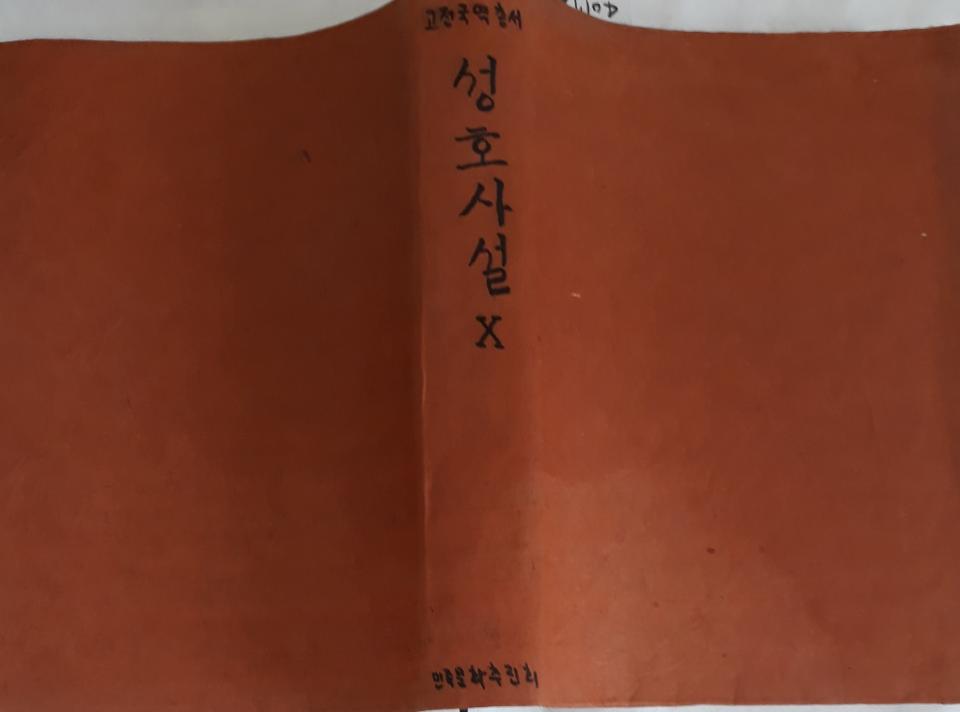 고전국역총서
성호사설 X
민족문화추진회